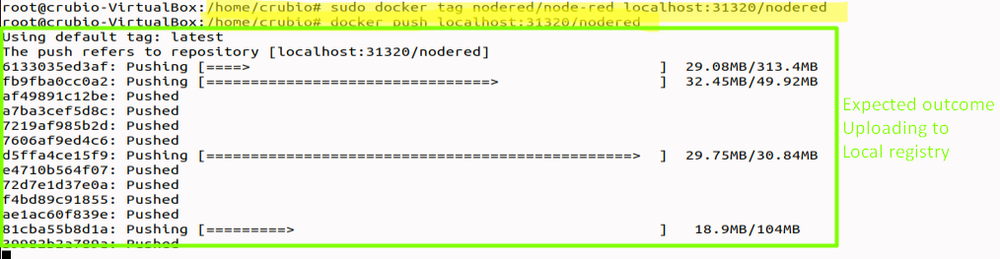 root@crubio-VirtualBox:/home/crubio# sudo docker tag nodered/node-red localhost:31320/nodered
root@crubio-VirtualBox:/home/crubio# docker push localhost:31320/nodered
Using default tag: latest
The push refers to repository [localhost:31320/nodered]
6133035ed3af: Pushing [====>                                              ]  29.08MB/313.4MB
fb9fba0cc0a2: Pushing [================================>                  ]  32.45MB/49.92MB
af49891c12be: Pushed
a7ba3cef5d8c: Pushed
7219af985b2d: Pushed
7606af9ed4c6: Pushed
d5ffa4ce15f9: Pushing [================================================>  ]  29.75MB/30.84MB
e4710b564f07: Pushed
72d7e1d37e0a: Pushed
f4bd89c91855: Pushed
ae1ac60f839e: Pushed
81cba55b8d1a: Pushing [=========>                                         ]   18.9MB/104MB
39982b2a789a: Pushed
Expected outcome
Uploading to
Local registry